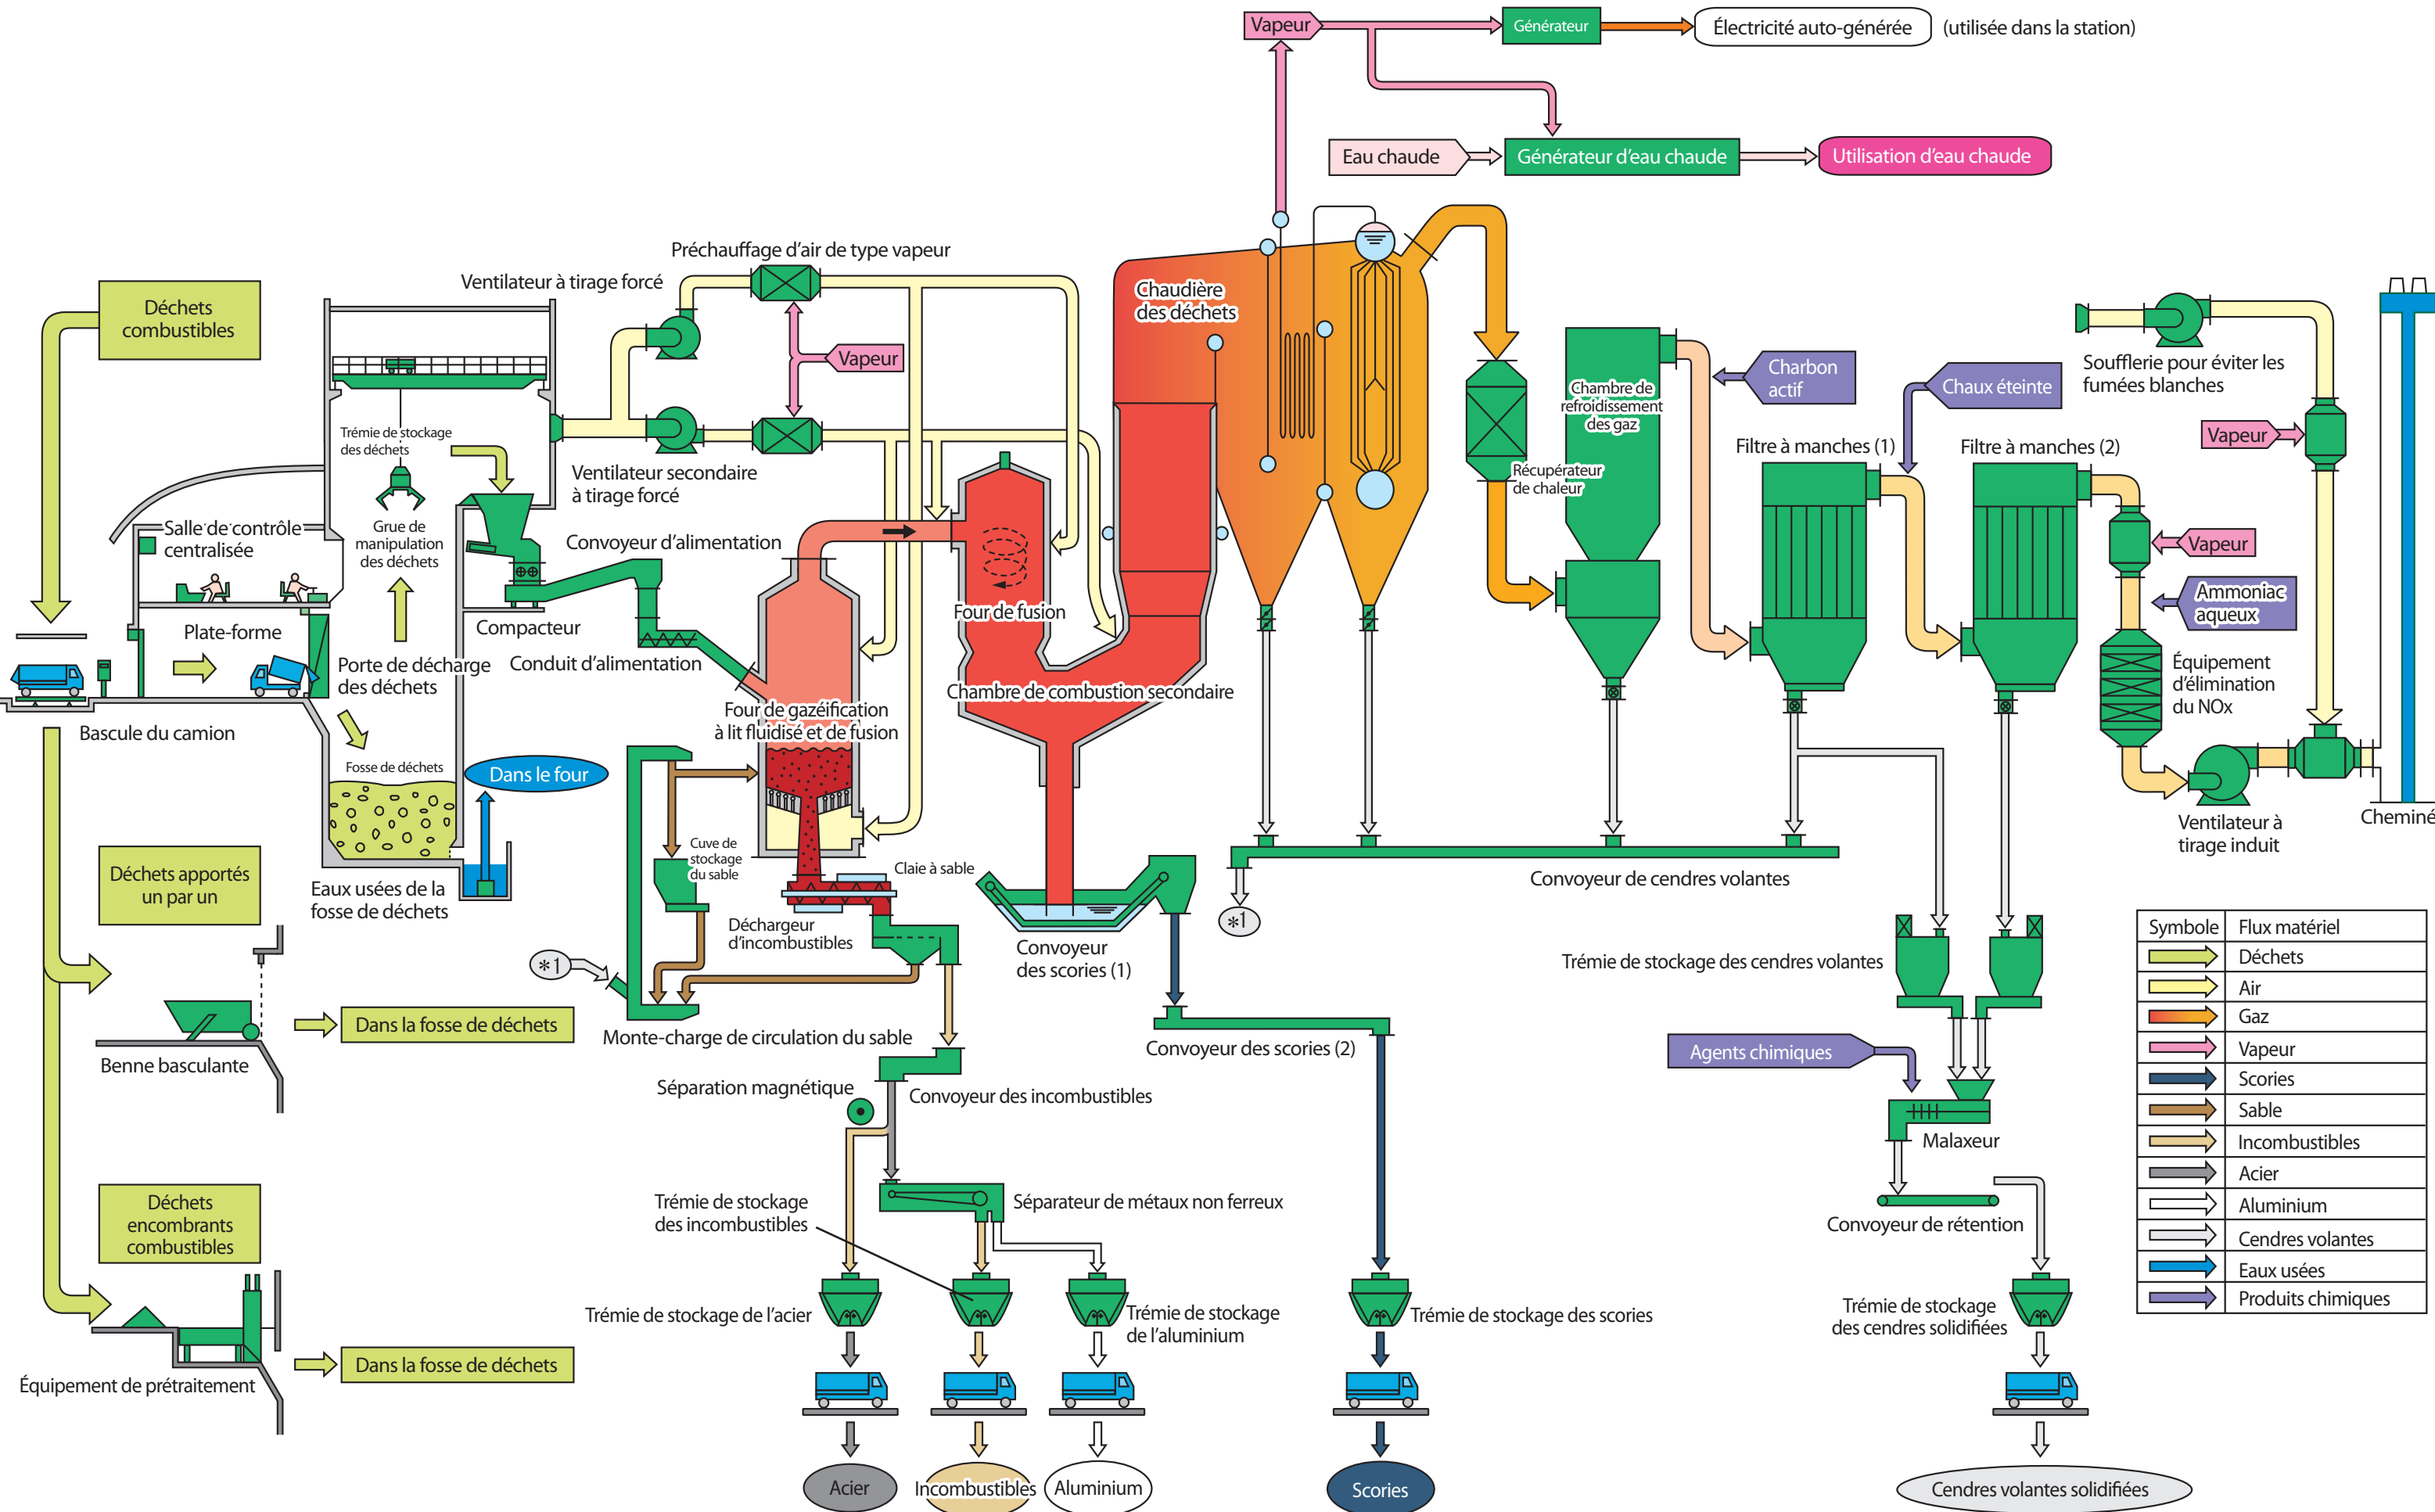 Vapeur
Générateur
Électricité auto-générée
(utilisée dans la station)
Eau chaude
Générateur d'eau chaude
Utilisation d'eau chaude
Déchets
combustibles
Ventilateur à tirage forcé
Préchauffage d'air de type vapeur
Vapeur
Trémie de stockage
des déchets
Ventilateur secondaire
à tirage forcé
Salle de contrôle
centralisée
Grue de
manipulation
des déchets
Convoyeur d'alimentation
Compacteur
Conduit d'alimentation
Plate-forme
Porte de décharge
des déchets
Bascule du camion
Fosse de déchets
Dans le four
Eaux usées de la
fosse de déchets
Four de gazéification
à lit fluidisé et de fusion
Four de fusion
Chambre de combustion secondaire
Chaudière
des déchets
Récupérateur
de chaleur
Chambre de
refroidissement
des gaz
Charbon
actif
Chaux éteinte
Filtre à manches (1)
Filtre à manches (2)
Soufflerie pour éviter les
fumées blanches
Vapeur
Vapeur
Ammoniac
aqueux
Équipement
d'élimination
du NOx
Ventilateur à
tirage induit
Cheminé
Déchets apportés
un par un
Benne basculante
Dans la fosse de déchets
Déchets
encombrants
combustibles
Équipement de prétraitement
Dans la fosse de déchets
Cuve de
stockage
du sable
Claie à sable
Déchargeur
d'incombustibles
*1
Monte-charge de circulation du sable
Convoyeur
des scories (1)
*1
Convoyeur de cendres volantes
Convoyeur des scories (2)
Séparation magnétique
Convoyeur des incombustibles
Trémie de stockage
des incombustibles
Séparateur de métaux non ferreux
Trémie de stockage de l'acier
Trémie de stockage
de l'aluminium
Trémie de stockage des scories
Trémie de stockage des cendres volantes
Agents chimiques
Malaxeur
Convoyeur de rétention
Trémie de stockage
des cendres solidifiées
Acier
Incombustibles
Aluminium
Scories
Cendres volantes solidifiées
Symbole Flux matériel
Déchets
Air
Gaz
Vapeur
Scories
Sable
Incombustibles
Acier
Aluminium
Cendres volantes
Eaux usées
Produits chimiques